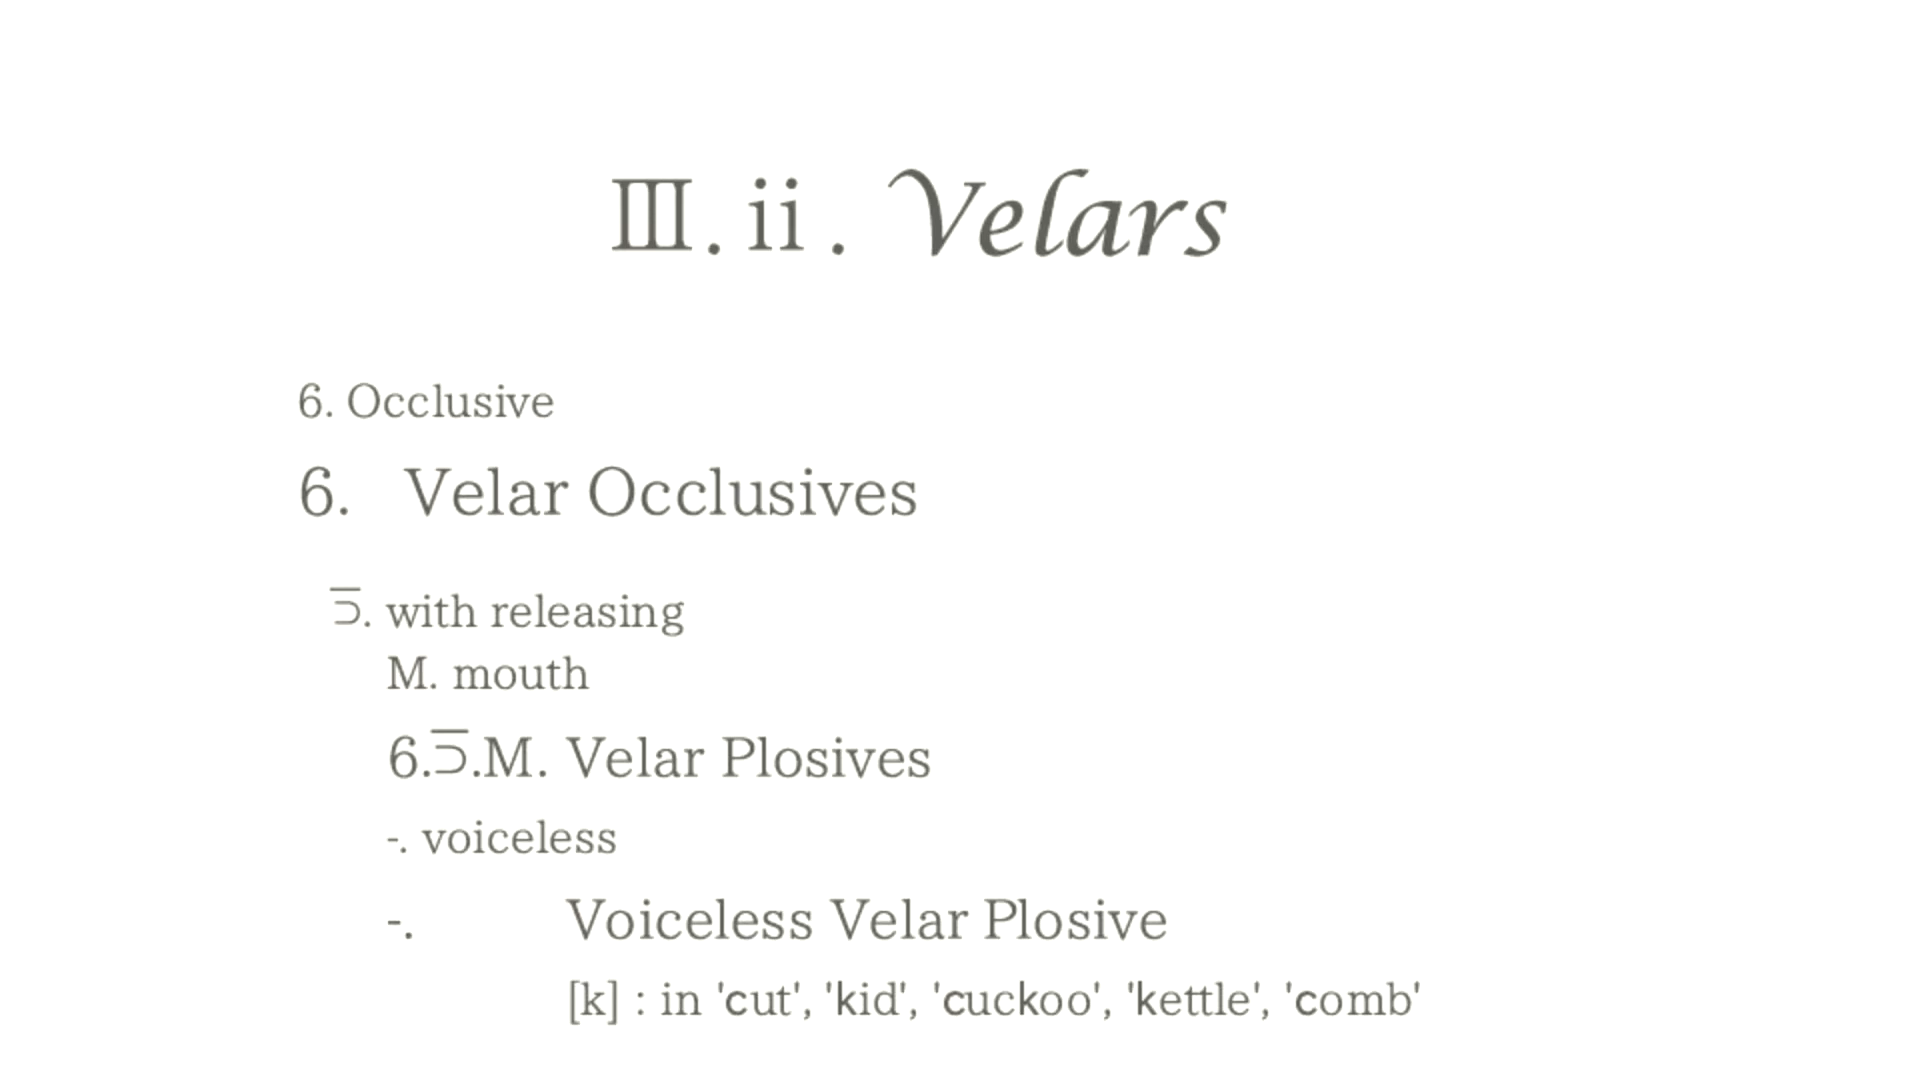 Ⅲ. ii. Velars
6. Occlusive
6. Velar Occlusives
⊃̅. with releasing
M. mouth
6.⊃̅.M. Velar Plosives
-. voiceless
-. Voiceless Velar Plosive
[k] : in 'cut', 'kid', 'cuckoo', 'kettle', 'comb'